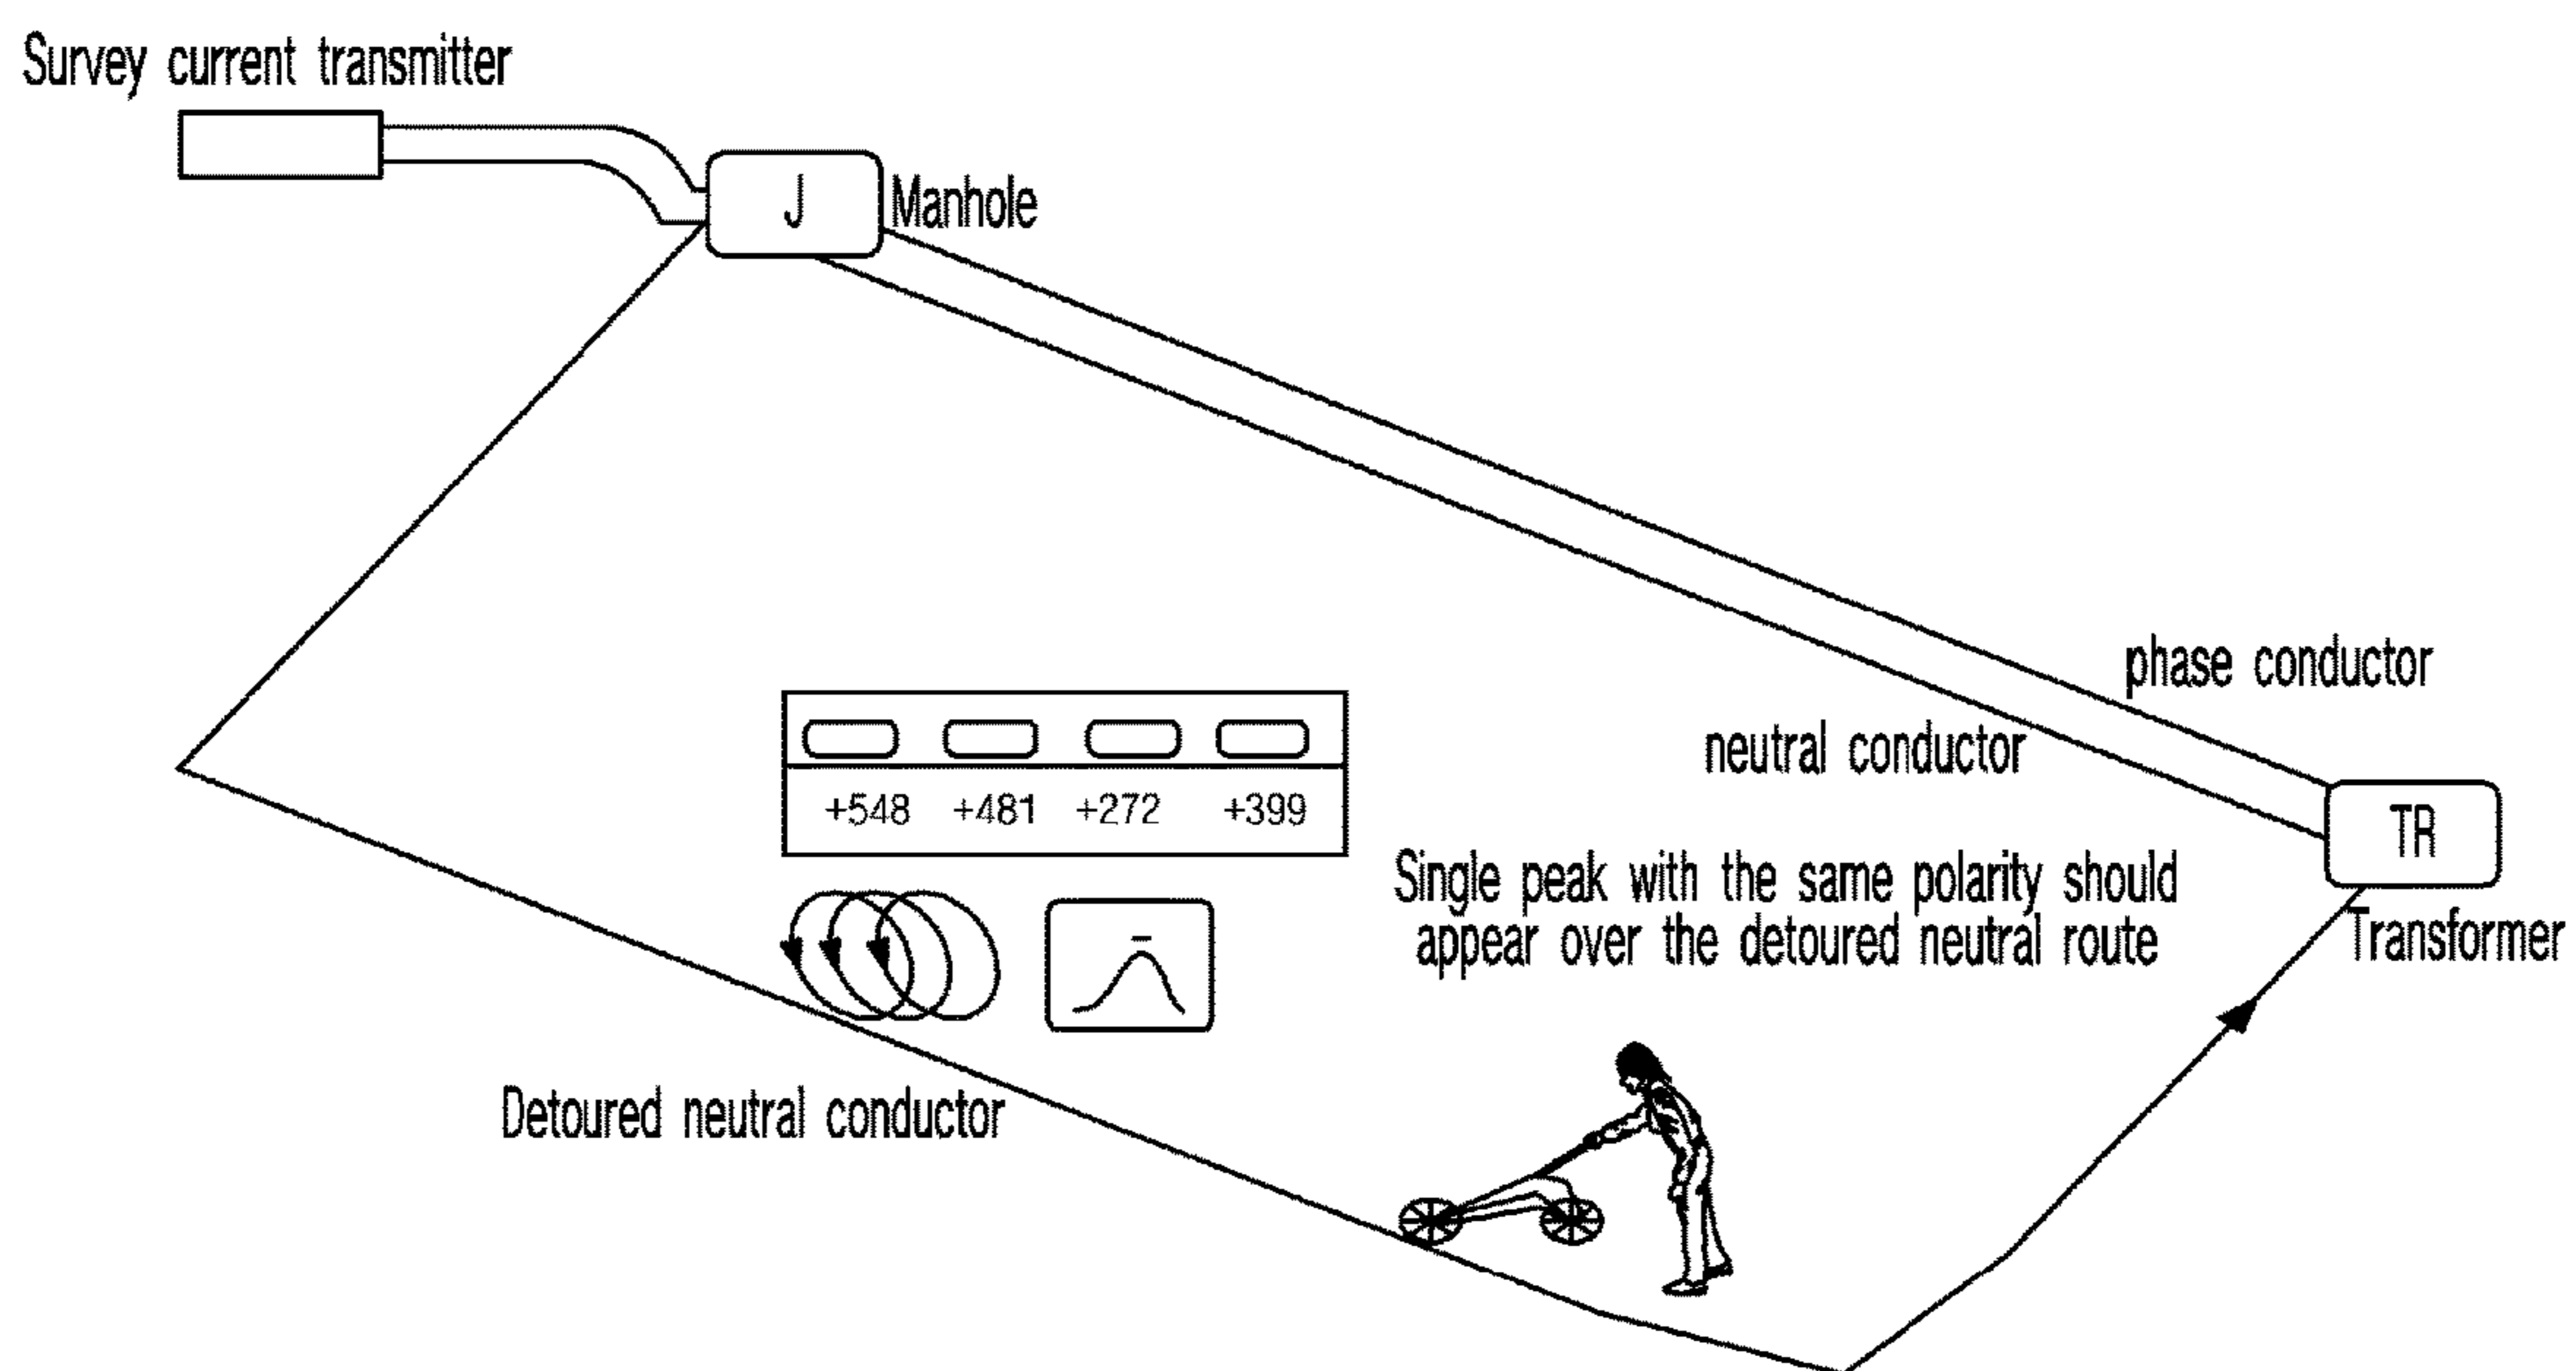 Survey current transmitter
J
Manhole
phase conductor
neutral conductor
+548 +481 +272 +399
TR
Single peak with the same polarity should
appear over the detoured neutral route
Transformer
Detoured neutral conductor